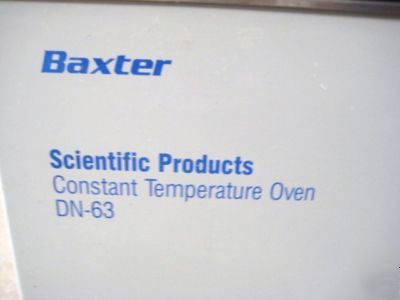 Baxter
Scientific Products
Constant Temperature Oven
DN-63